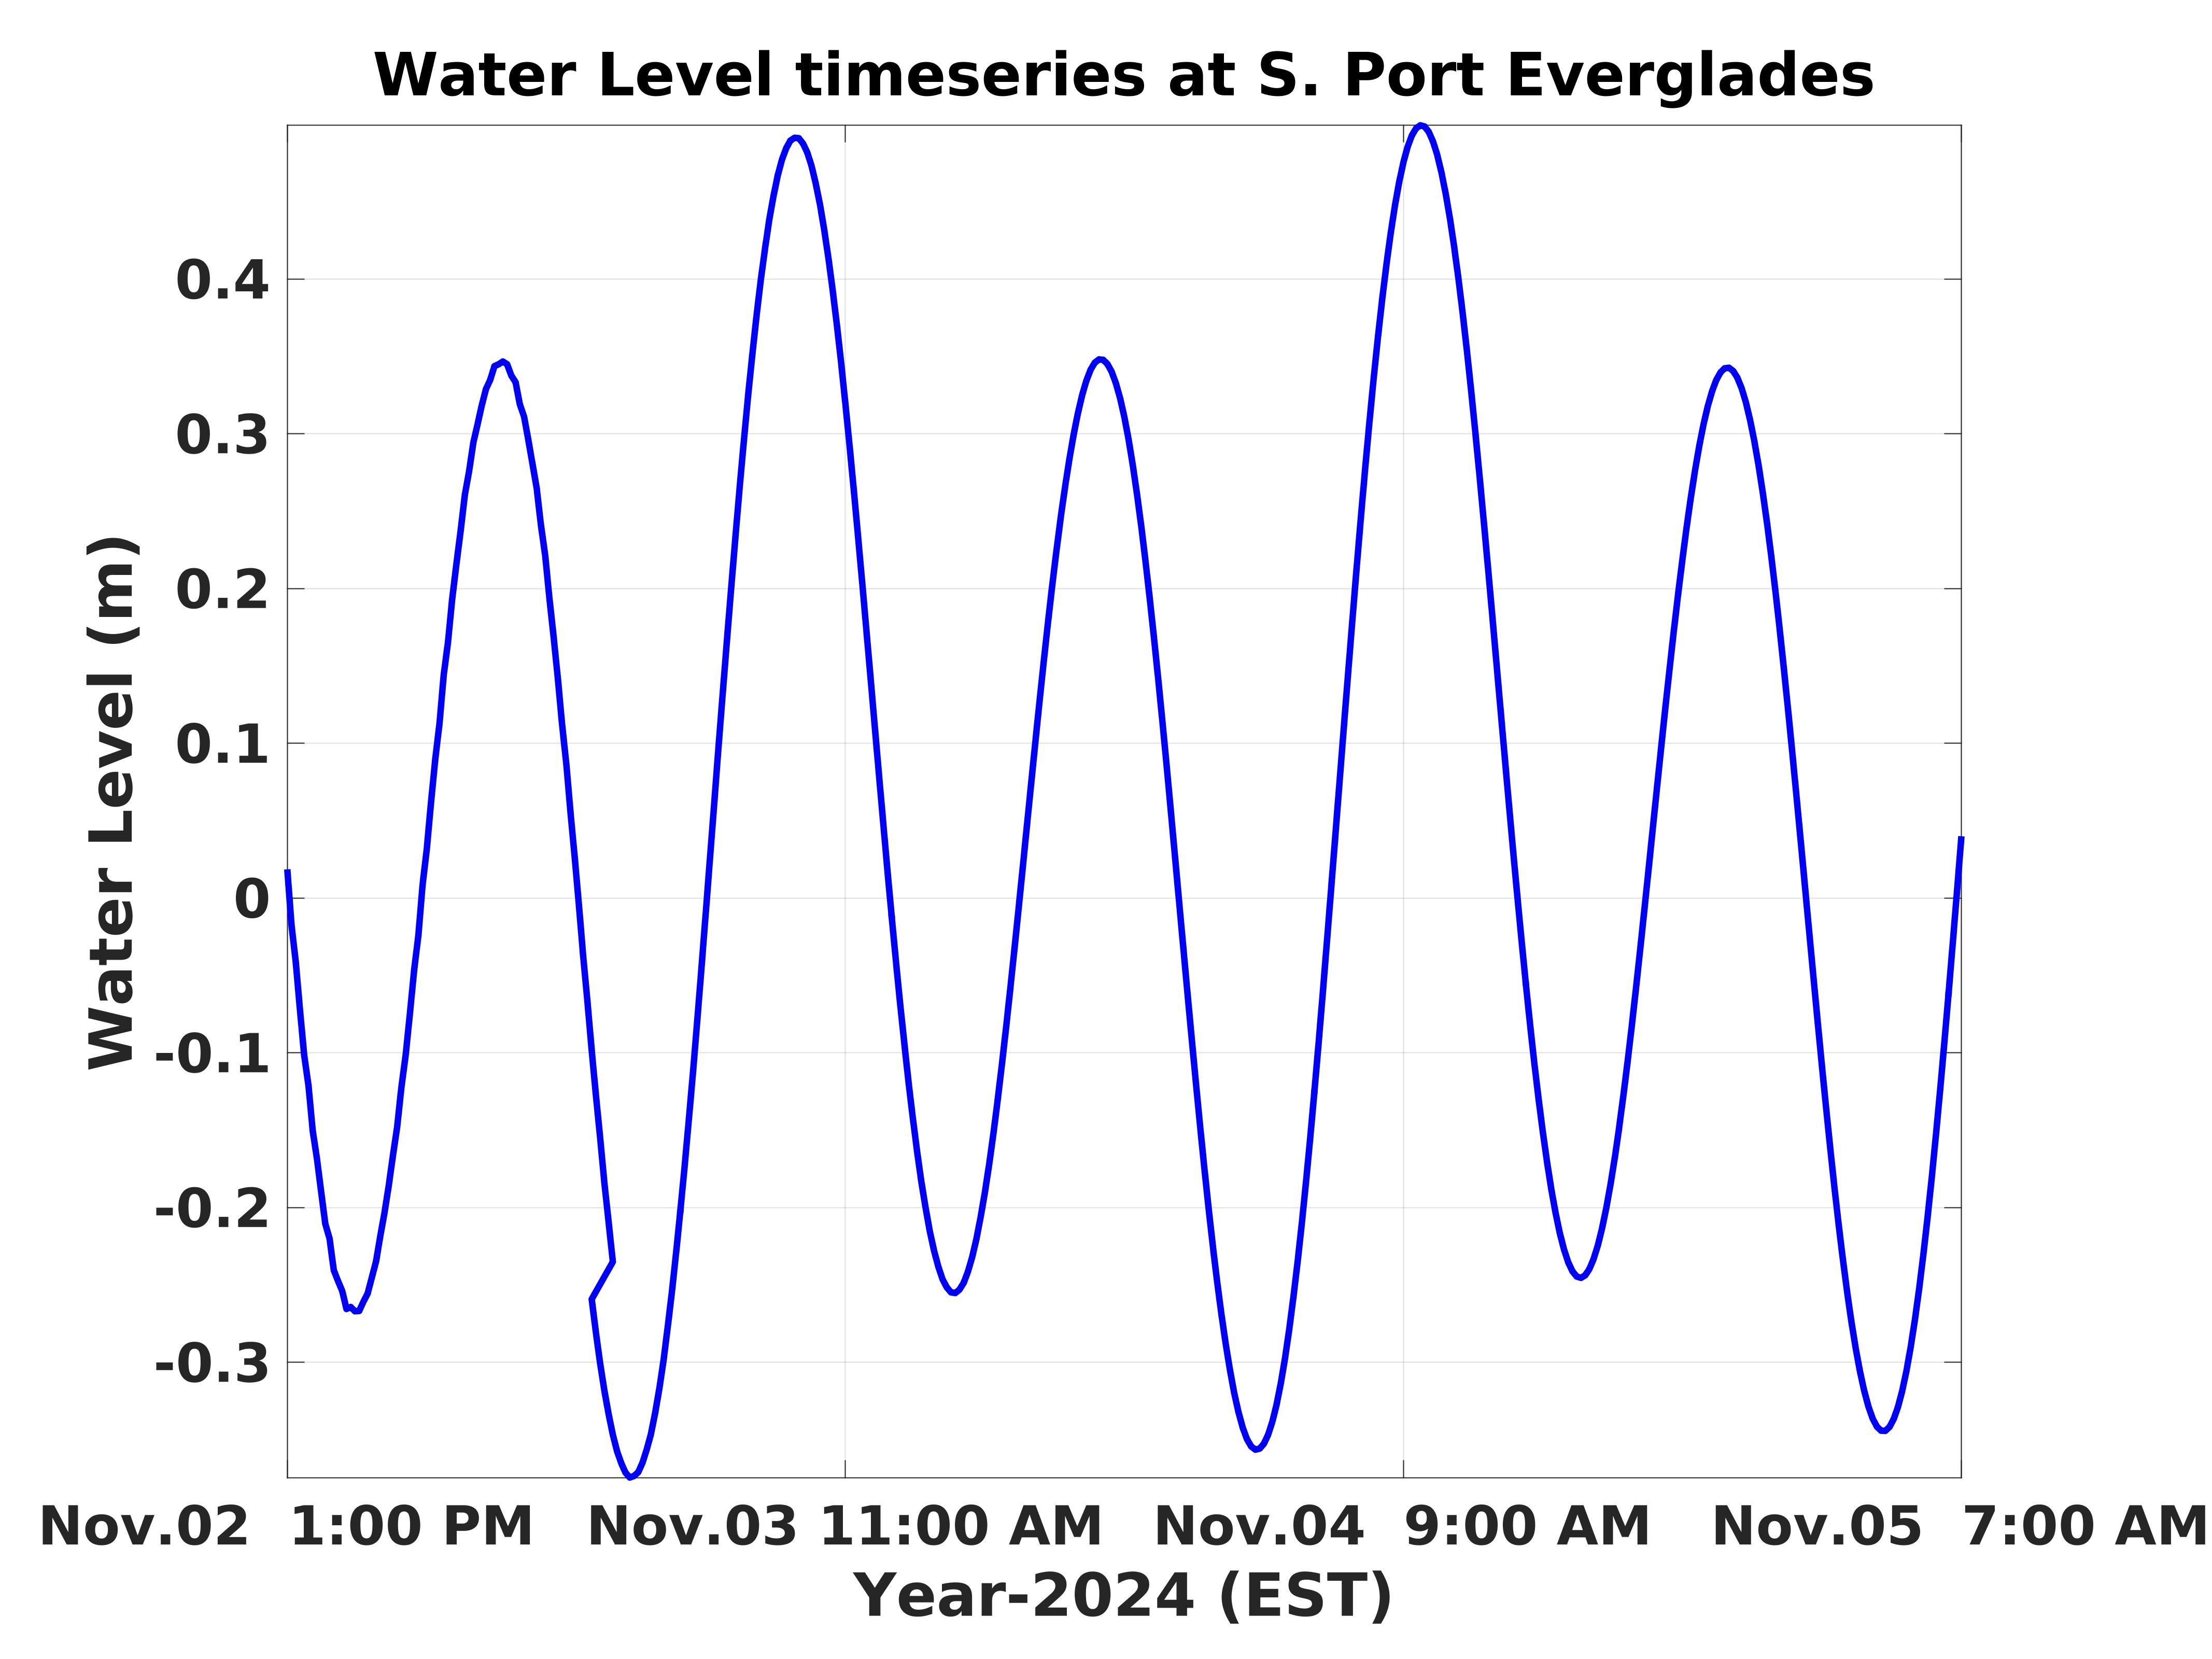 Water Level timeseries at S. Port Everglades
Water Level (m)
0.4
0.3
0.2
0.1
0
-0.1
-0.2
-0.3
Nov.02 1:00 PM Nov.03 11:00 AM Nov.04 9:00 AM Nov.05 7:00 AM
Year-2024 (EST)